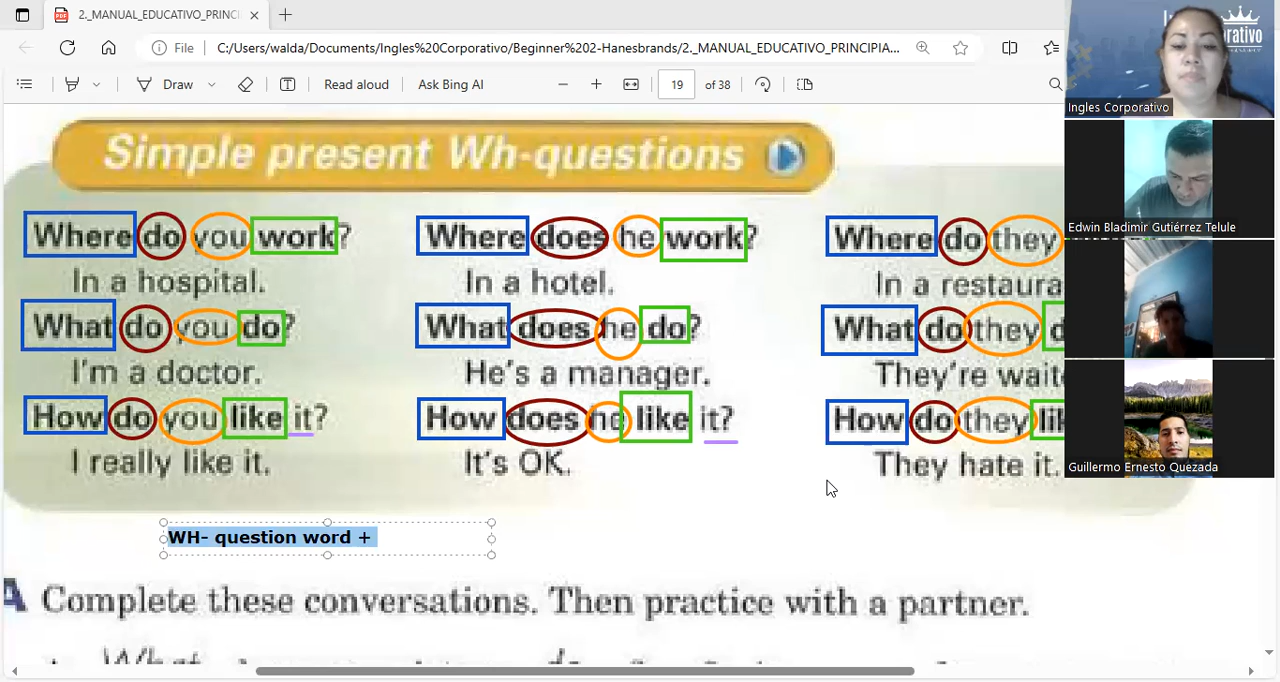 2._MANUAL_EDUCATIVO_PRINCI
File C:/Users/walda/Documents/Ingles%20Corporativo/Beginner%202-Hanesbrands/2._MANUAL_EDUCATIVO_PRINCIPIA...
Draw Read aloud Ask Bing AI 19 of 38
Ingles Corporativo
Edwin Bladimir Gutiérrez Telule
Guillermo Ernesto Quezada
Simple present Wh-questions
Where do you work? Where does he work? Where do they
In a hospital. In a hotel. In a restaura
What do you do? What does he do? What do they d
I'm a doctor. He's a manager. They're wait
How do you like it? How does he like it? How do they lik
I really like it. It's OK. They hate it.
WH- question word +
A Complete these conversations. Then practice with a partner.